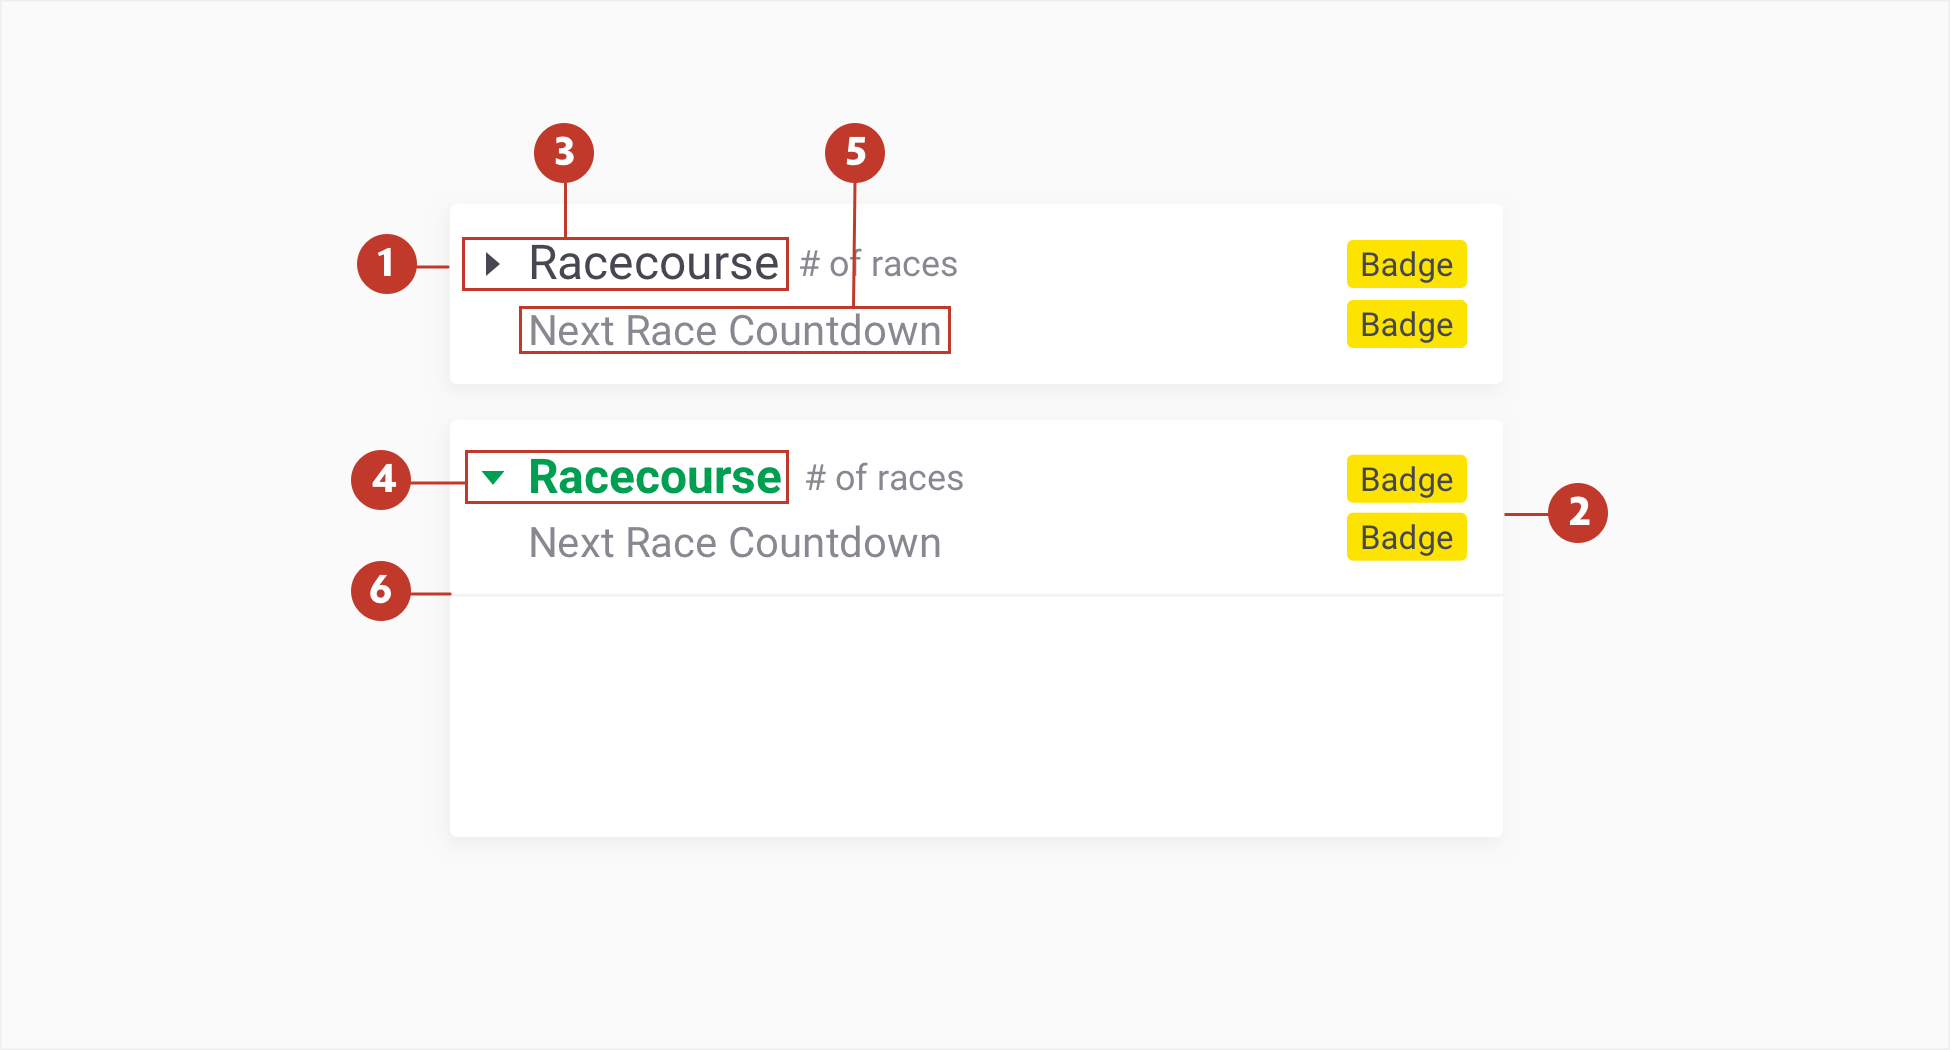 3 5
1 Racecourse # of races Badge
Next Race Countdown Badge
4 Racecourse # of races Badge
2
Next Race Countdown Badge
6